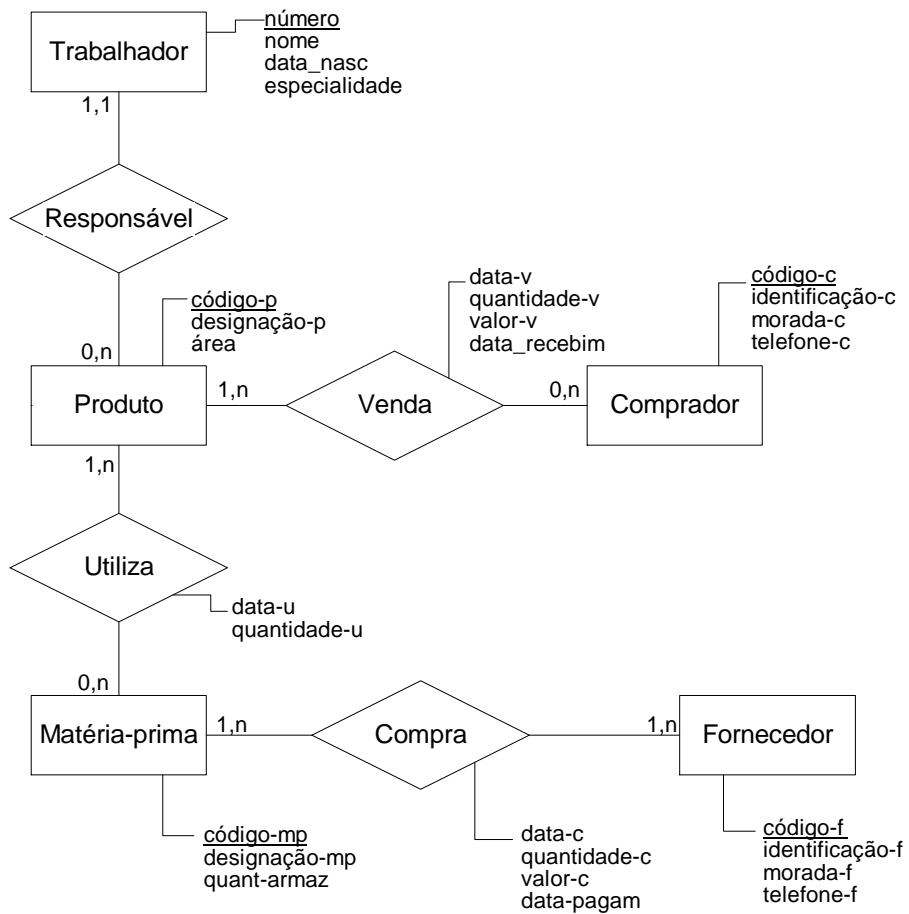 número
Trabalhador
nome
data_nasc
especialidade
1,1
Responsável
código-p
designação-p
área
data-v
quantidade-v
valor-v
data_recebim
código-c
identificação-c
morada-c
telefone-c
0,n
Produto
1,n
Venda
0,n
Comprador
1,n
Utiliza
data-u
quantidade-u
0,n
Matéria-prima
1,n
Compra
1,n
Fornecedor
código-mp
designação-mp
quant-armaz
data-c
quantidade-c
valor-c
data-pagam
código-f
identificação-f
morada-f
telefone-f